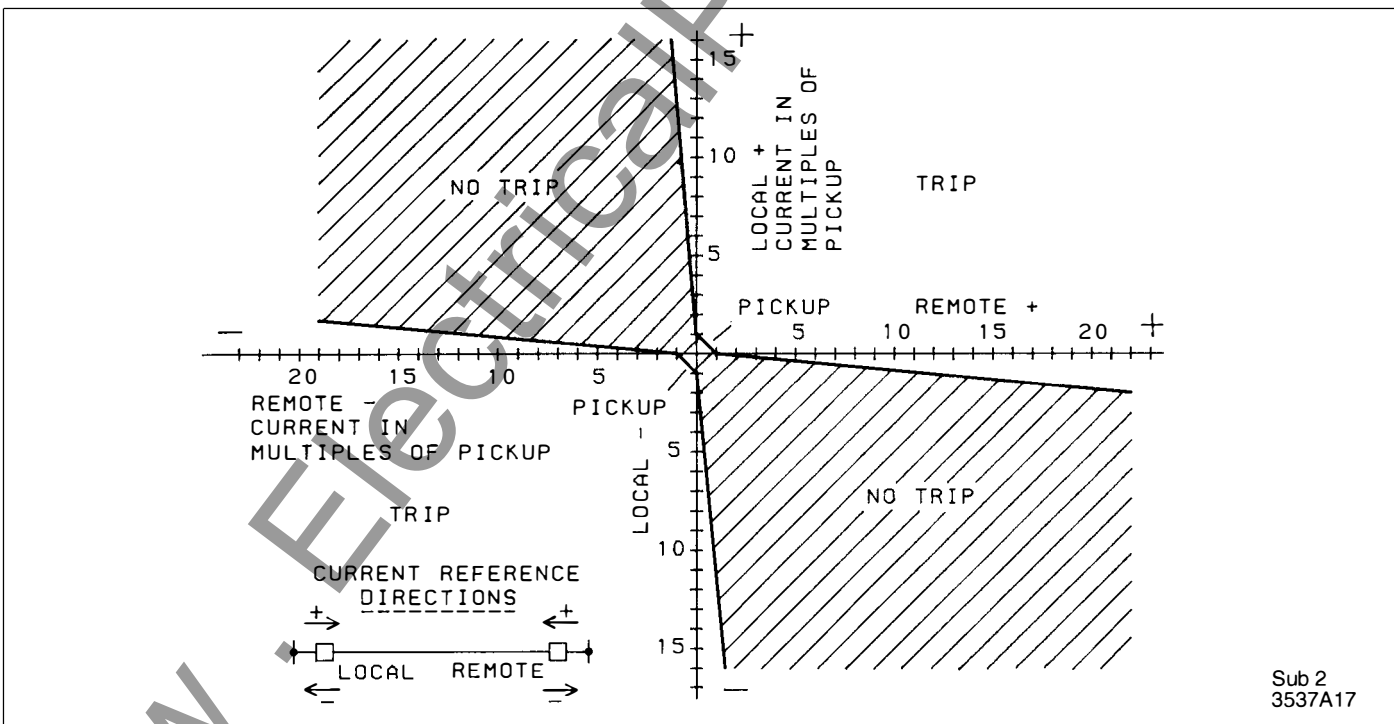 +
15
LOCAL +
CURRENT IN
MULTIPLES OF
PICKUP
10
NO TRIP
TRIP
5
PICKUP
REMOTE +
5 10 15 20 +
−
20 15 10 5
REMOTE -
CURRENT IN
MULTIPLES OF PICKUP
PICKUP
LOCAL -
5
NO TRIP
TRIP
10
CURRENT REFERENCE
DIRECTIONS
+ +
15
LOCAL REMOTE
- -
−
Sub 2
3537A17